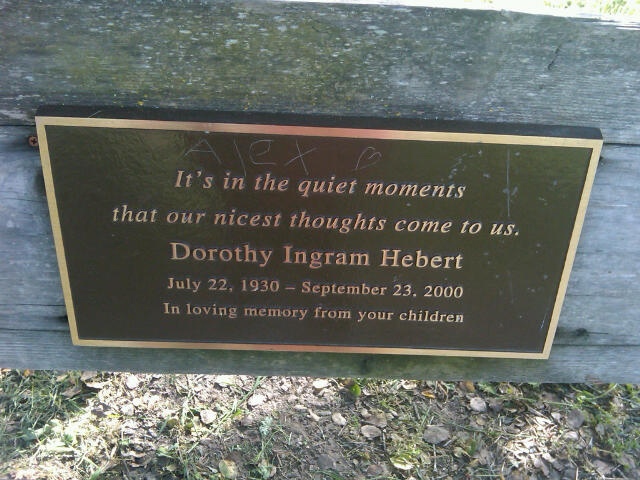 Alex
It's in the quiet moments
that our nicest thoughts come to us.
Dorothy Ingram Hebert
July 22, 1930 – September 23, 2000
In loving memory from your children